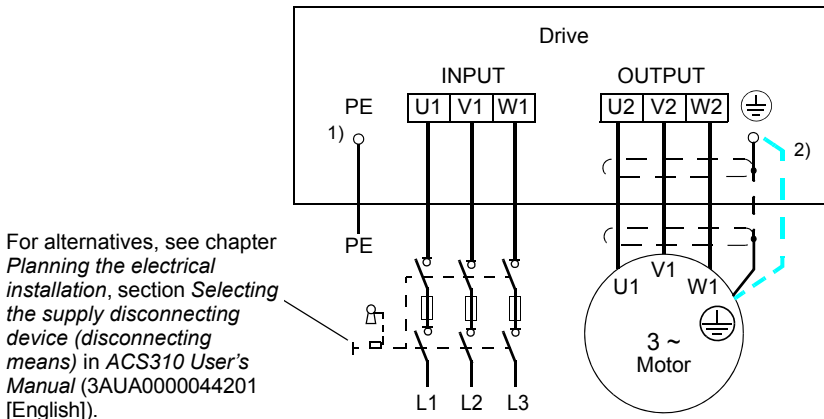 Drive
INPUT
OUTPUT
PE
U1 V1 W1
U2 V2 W2
1)
2)
PE
For alternatives, see chapter
Planning the electrical
installation, section Selecting
the supply disconnecting
device (disconnecting
means) in ACS310 User's
Manual (3AUA0000044201
[English]).
U1
V1
W1
3 ~
Motor
L1
L2
L3